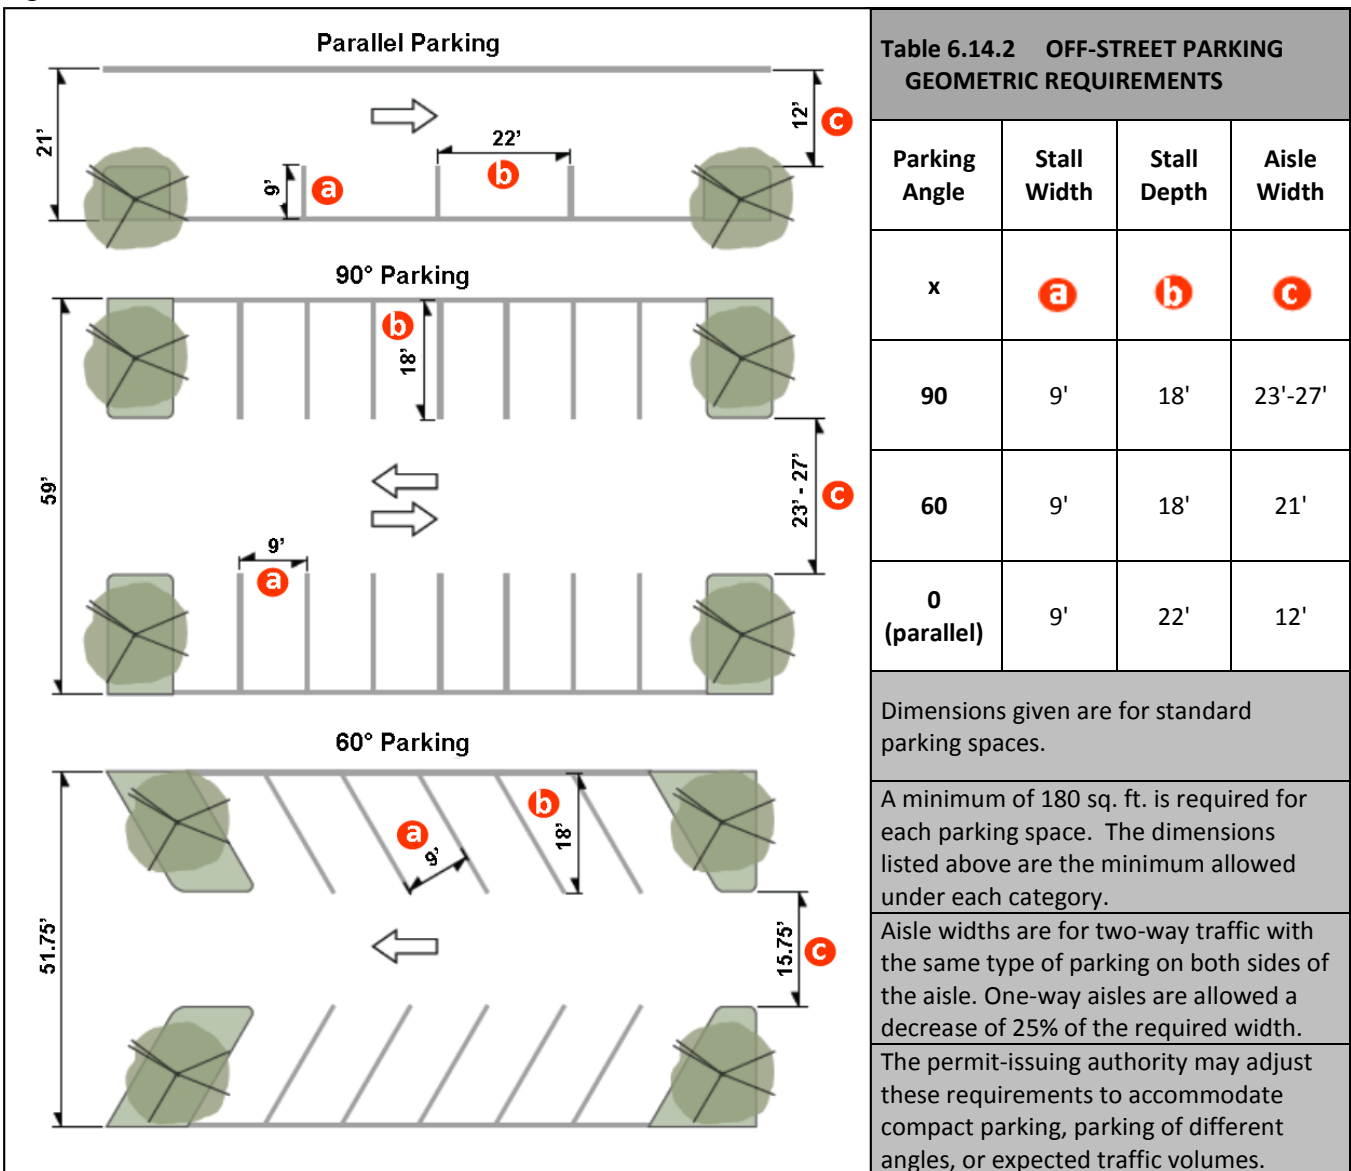 Parallel Parking
21'
12'
c
22'
b
9'
a
90° Parking
b
18'
59'
23' - 27'
c
9'
a
60° Parking
b
18'
a
9'
51.75'
15.75'
c
Table 6.14.2 OFF-STREET PARKING
GEOMETRIC REQUIREMENTS
Parking Angle Stall Width Stall Depth Aisle Width
x a b c
90 9' 18' 23'-27'
60 9' 18' 21'
0 (parallel) 9' 22' 12'
Dimensions given are for standard
parking spaces.
A minimum of 180 sq. ft. is required for
each parking space. The dimensions
listed above are the minimum allowed
under each category.
Aisle widths are for two-way traffic with
the same type of parking on both sides of
the aisle. One-way aisles are allowed a
decrease of 25% of the required width.
The permit-issuing authority may adjust
these requirements to accommodate
compact parking, parking of different
angles, or expected traffic volumes.